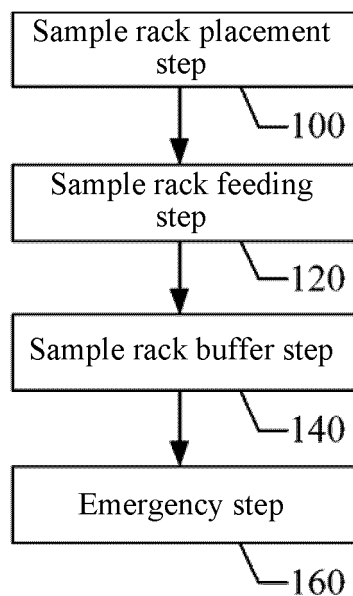 Sample rack placement
step
100
Sample rack feeding
step
120
Sample rack buffer step
140
Emergency step
160